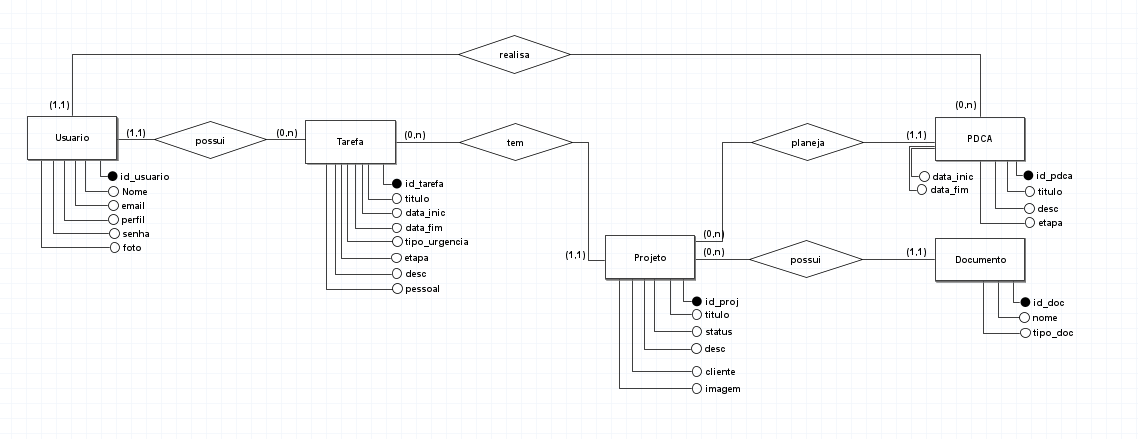 realisa
(1,1)
(0,n)
Usuario
(1,1)
possui
(0,n)
Tarefa
(0,n)
tem
(1,1)
planeja
(1,1)
PDCA
id_usuario
Nome
email
perfil
senha
foto
id_tarefa
titulo
data_inic
data_fim
tipo_urgencia
etapa
desc
pessoal
data_inic
data_fim
id_pdca
titulo
desc
etapa
(0,n)
(0,n)
Projeto
possui
(1,1)
Documento
id_proj
titulo
status
desc
cliente
imagem
id_doc
nome
tipo_doc